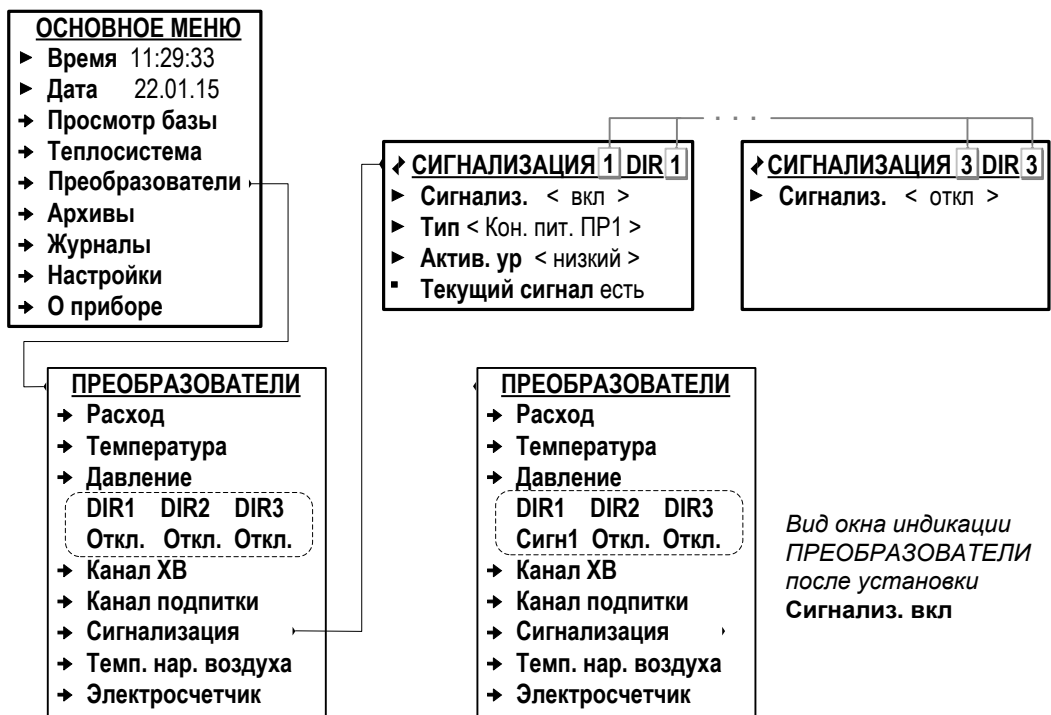 ОСНОВНОЕ МЕНЮ
Время 11:29:33
Дата 22.01.15
Просмотр базы
Теплосистема
Преобразователи
Архивы
Журналы
Настройки
О приборе
СИГНАЛИЗАЦИЯ 1 DIR 1
Сигнализ. < вкл >
Тип < Кон. пит. ПР1 >
Актив. ур < низкий >
Текущий сигнал есть
. . .
СИГНАЛИЗАЦИЯ 3 DIR 3
Сигнализ. < откл >
ПРЕОБРАЗОВАТЕЛИ
Расход
Температура
Давление
DIR1 DIR2 DIR3
Откл. Откл. Откл.
Канал ХВ
Канал подпитки
Сигнализация
Темп. нар. воздуха
Электросчетчик
ПРЕОБРАЗОВАТЕЛИ
Расход
Температура
Давление
DIR1 DIR2 DIR3
Сигн1 Откл. Откл.
Канал ХВ
Канал подпитки
Сигнализация
Темп. нар. воздуха
Электросчетчик
Вид окна индикации
ПРЕОБРАЗОВАТЕЛИ
после установки
Сигнализ. вкл